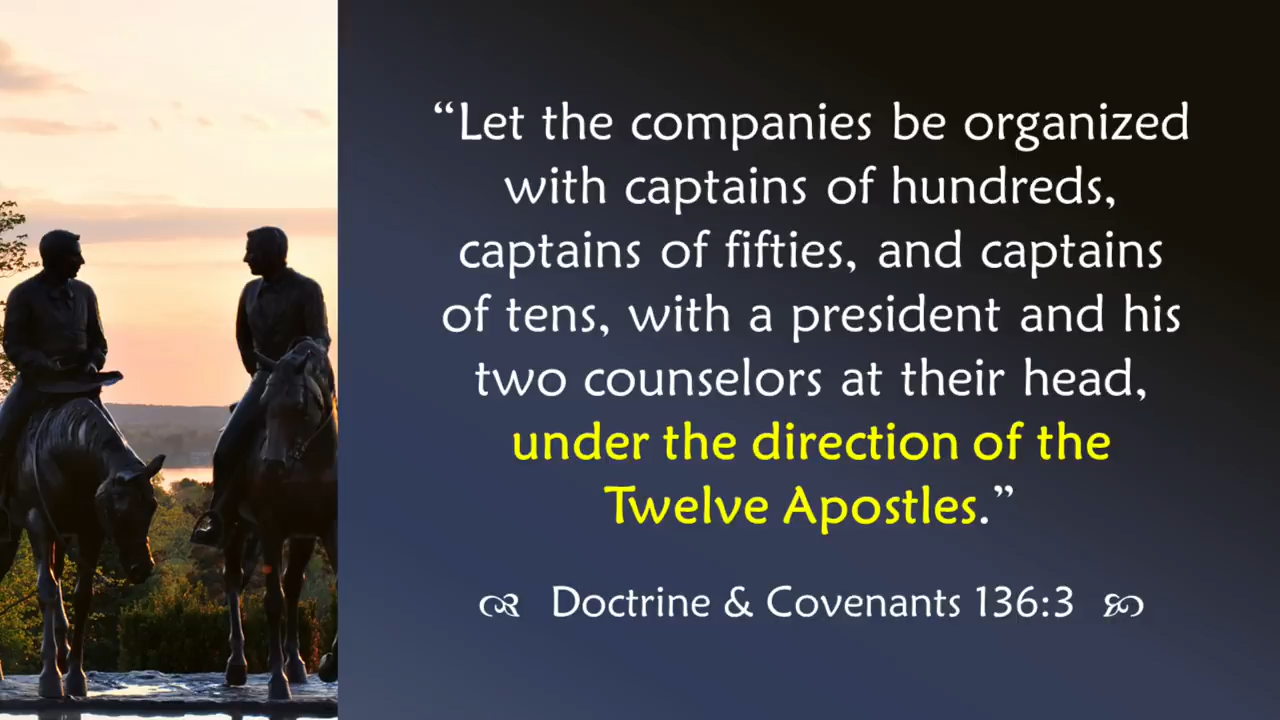 “Let the companies be organized
with captains of hundreds,
captains of fifties, and captains
of tens, with a president and his
two counselors at their head,
under the direction of the
Twelve Apostles.”
Doctrine & Covenants 136:3